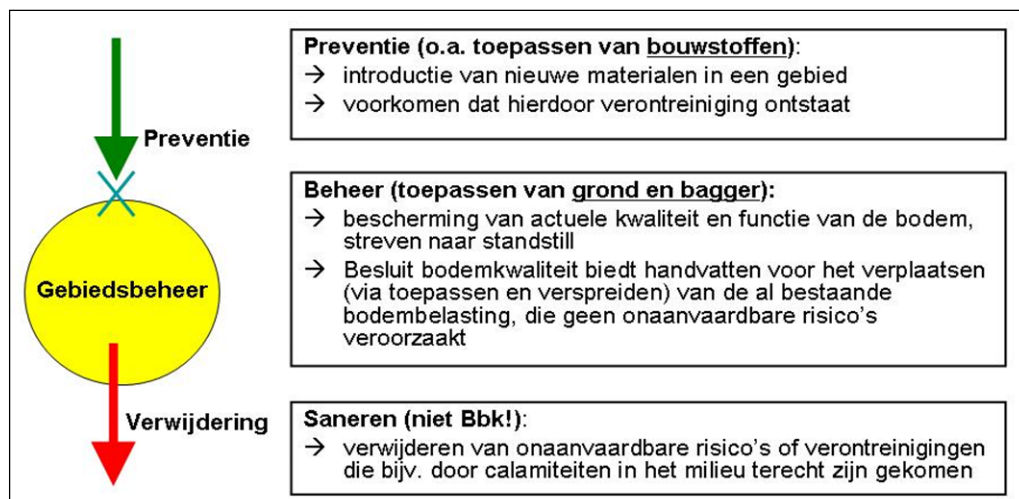 Preventie
Gebiedsbeheer
Verwijdering
Preventie (o.a. toepassen van bouwstoffen):
→ introductie van nieuwe materialen in een gebied
→ voorkomen dat hierdoor verontreiniging ontstaat
Beheer (toepassen van grond en bagger):
→ bescherming van actuele kwaliteit en functie van de bodem,
streven naar standstill
→ Besluit bodemkwaliteit biedt handvatten voor het verplaatsen
(via toepassen en verspreiden) van de al bestaande
bodembelasting, die geen onaanvaardbare risico's
veroorzaakt
Saneren (niet Bbk!):
→ verwijderen van onaanvaardbare risico's of verontreinigingen
die bijv. door calamiteiten in het milieu terecht zijn gekomen